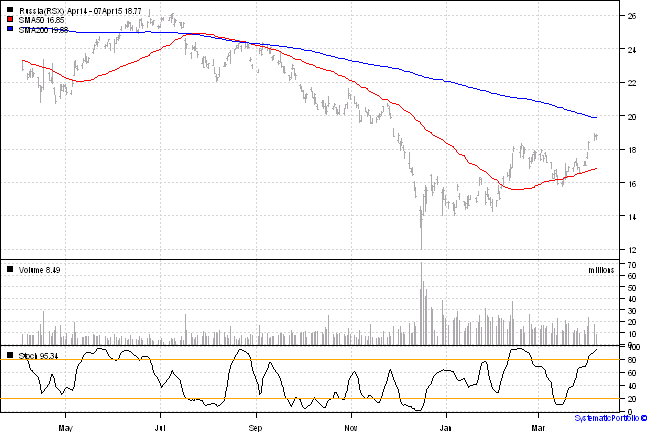 Russia(RSX) Apr14 - 07Apr15 18.77
SMA50 16.85
SMA200 19.88
26
24
22
20
18
16
14
12
Volume 8.49
millions
70
60
50
40
30
20
10
0
Stoch 95.34
100
80
60
40
20
0
May
Jul
Sep
Nov
Jan
Mar
SystematicPortfolio ©